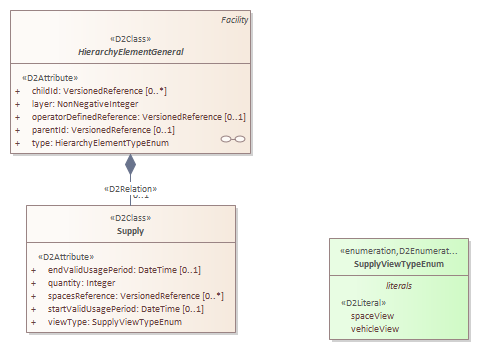 Facility
«D2Class»
HierarchyElementGeneral
«D2Attribute»
+ childId: VersionedReference [0..*]
+ layer: NonNegativeInteger
+ operatorDefinedReference: VersionedReference [0..1]
+ parentId: VersionedReference [0..1]
+ type: HierarchyElementTypeEnum
«D2Relation»
0..1
«D2Class»
Supply
«D2Attribute»
+ endValidUsagePeriod: DateTime [0..1]
+ quantity: Integer
+ spacesReference: VersionedReference [0..*]
+ startValidUsagePeriod: DateTime [0..1]
+ viewType: SupplyViewTypeEnum
«enumeration,D2Enumerat...
SupplyViewTypeEnum
literals
«D2Literal»
spaceView
vehicleView